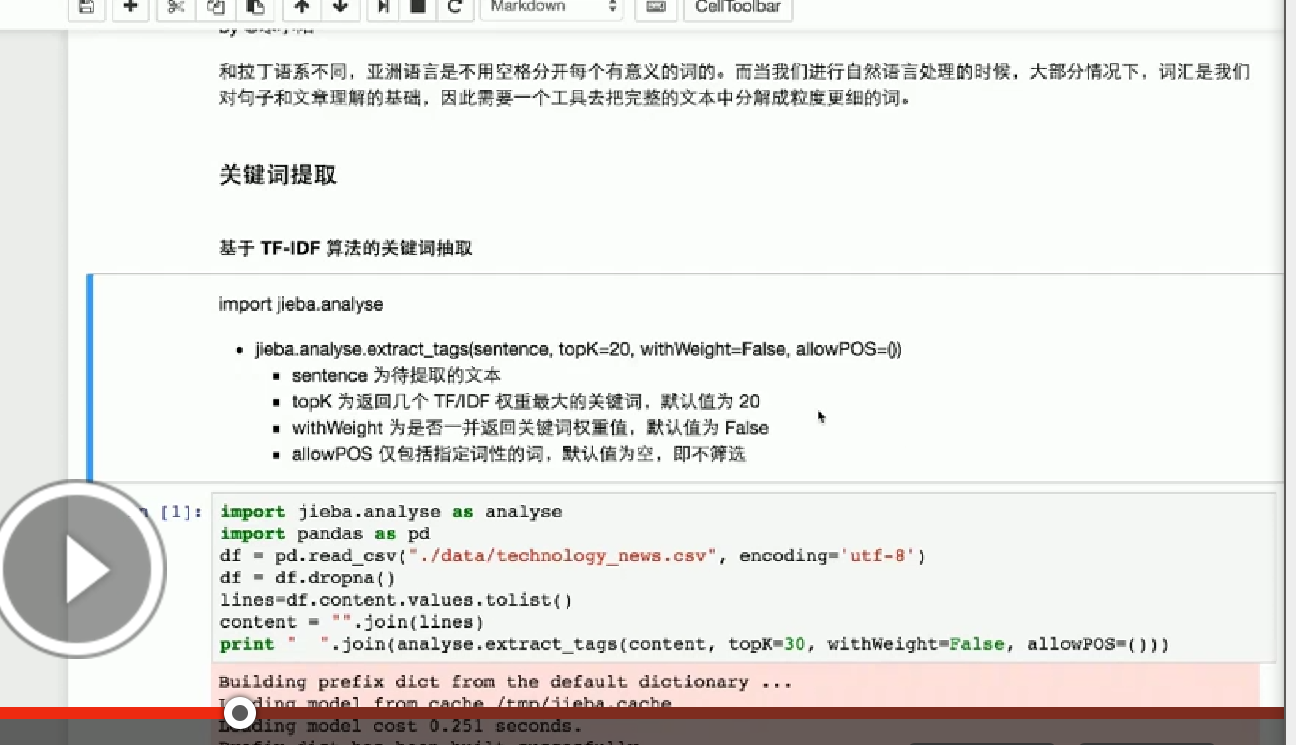 Markdown
CellToolbar
和拉丁语系不同，亚洲语言是不用空格分开每个有意义的词的。而当我们进行自然语言处理的时候，大部分情况下，词汇是我们
对句子和文章理解的基础，因此需要一个工具去把完整的文本中分解成粒度更细的词。
关键词提取
基于 TF-IDF 算法的关键词抽取
import jieba.analyse
• jieba.analyse.extract_tags(sentence, topK=20, withWeight=False, allowPOS=())
▪ sentence 为待提取的文本
▪ topK 为返回几个 TF/IDF 权重最大的关键词，默认值为 20
▪ withWeight 为是否一并返回关键词权重值，默认值为 False
▪ allowPOS 仅包括指定词性的词，默认值为空，即不筛选
[1]:
import jieba.analyse as analyse
import pandas as pd
df = pd.read_csv("./data/technology_news.csv", encoding='utf-8')
df = df.dropna()
lines=df.content.values.tolist()
content = "".join(lines)
print "  ".join(analyse.extract_tags(content, topK=30, withWeight=False, allowPOS=()))
Building prefix dict from the default dictionary ...
Loading model from cache /tmp/jieba.cache
Loading model cost 0.251 seconds.